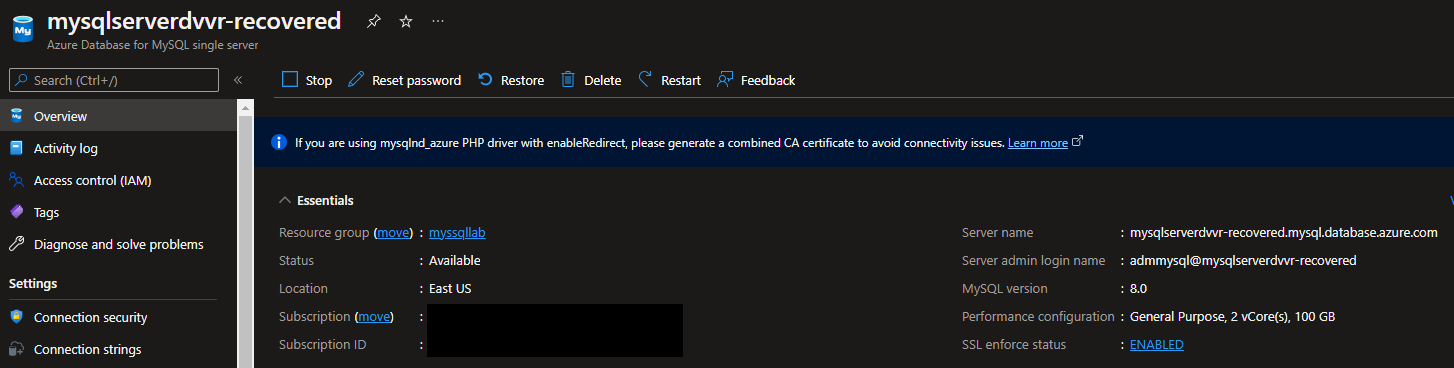 mysqlserverdvvr-recovered
Azure Database for MySQL single server
Search (Ctrl+/)
Stop Reset password Restore Delete Restart Feedback
Overview
Activity log
Access control (IAM)
Tags
Diagnose and solve problems
Settings
Connection security
Connection strings
If you are using mysqlnd_azure PHP driver with enableRedirect, please generate a combined CA certificate to avoid connectivity issues. Learn more
Essentials
Resource group (move) : myssqllab
Status : Available
Location : East US
Subscription (move) :
Subscription ID :
Server name : mysqlserverdvvr-recovered.mysql.database.azure.com
Server admin login name : admmysql@mysqlserverdvvr-recovered
MySQL version : 8.0
Performance configuration : General Purpose, 2 vCore(s), 100 GB
SSL enforce status : ENABLED